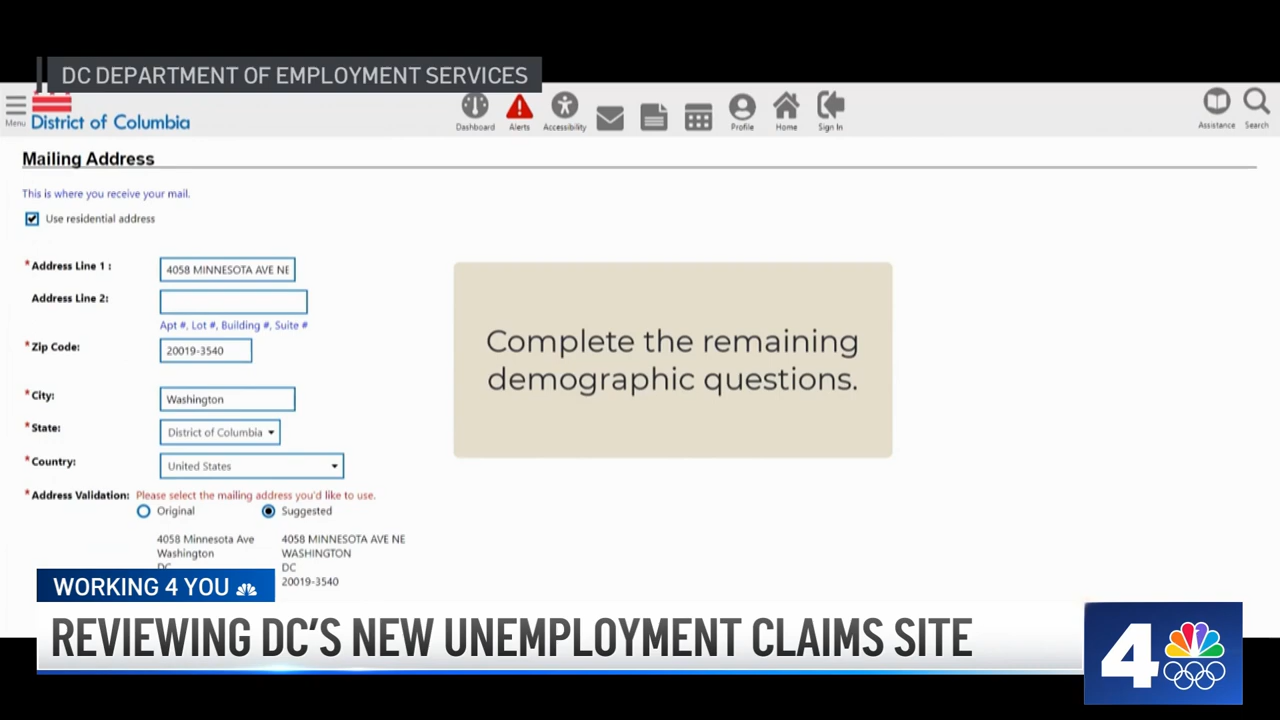 DC DEPARTMENT OF EMPLOYMENT SERVICES
Menu
District of Columbia
Dashboard
Alerts
Accessibility
Profile
Home
Sign In
Assistance
Search
Mailing Address
This is where you receive your mail.
Use residential address
*Address Line 1 :
4058 MINNESOTA AVE NE
Address Line 2:
Apt #, Lot #, Building #, Suite #
*Zip Code:
20019-3540
*City:
Washington
*State:
District of Columbia
*Country:
United States
*Address Validation: Please select the mailing address you'd like to use.
Original
Suggested
4058 Minnesota Ave
Washington
DC
4058 MINNESOTA AVE NE
WASHINGTON
DC
20019-3540
Complete the remaining
demographic questions.
WORKING 4 YOU
REVIEWING DC'S NEW UNEMPLOYMENT CLAIMS SITE
4